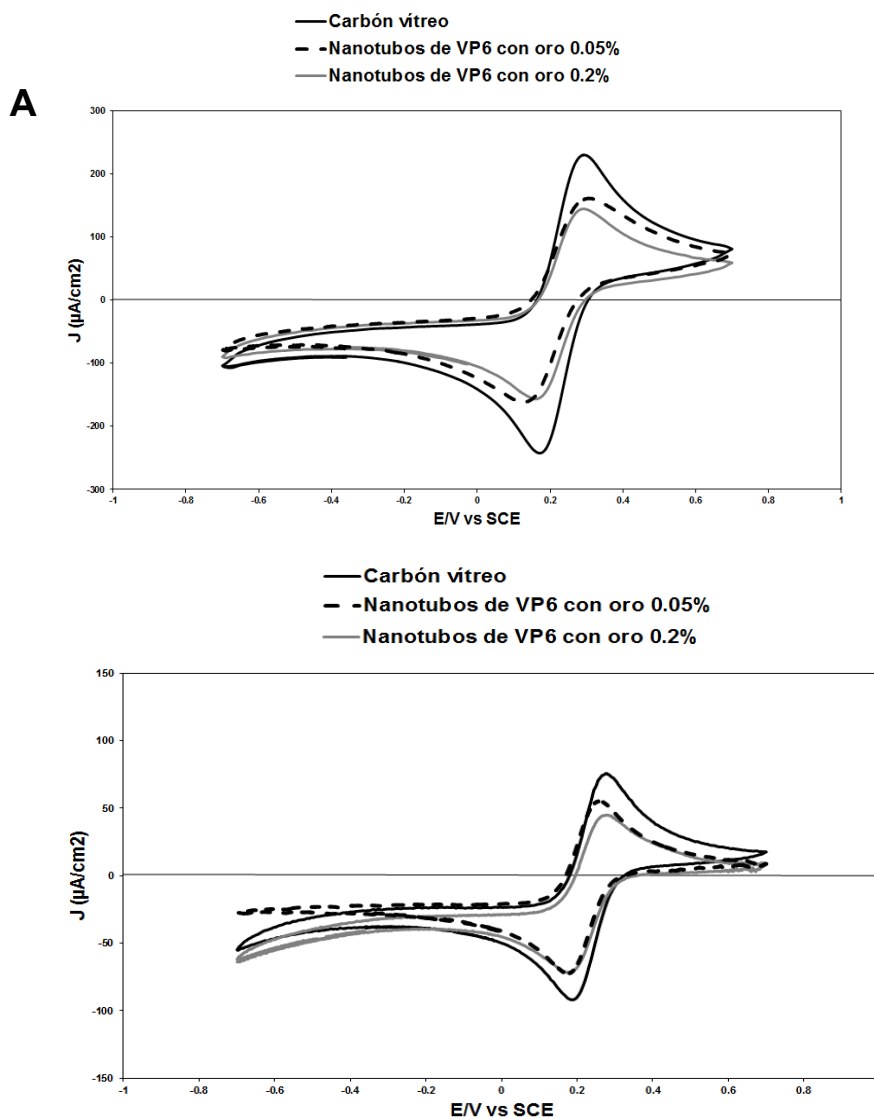 Carbón vítreo
Nanotubos de VP6 con oro 0.05%
Nanotubos de VP6 con oro 0.2%
A
300
200
100
0
-100
-200
-300
J (µA/cm2)
-1 -0.8 -0.6 -0.4 -0.2 0 0.2 0.4 0.6 0.8 1
E/V vs SCE
Carbón vítreo
Nanotubos de VP6 con oro 0.05%
Nanotubos de VP6 con oro 0.2%
150
100
50
0
-50
-100
-150
J (µA/cm2)
-1 -0.8 -0.6 -0.4 -0.2 0 0.2 0.4 0.6 0.8
E/V vs SCE